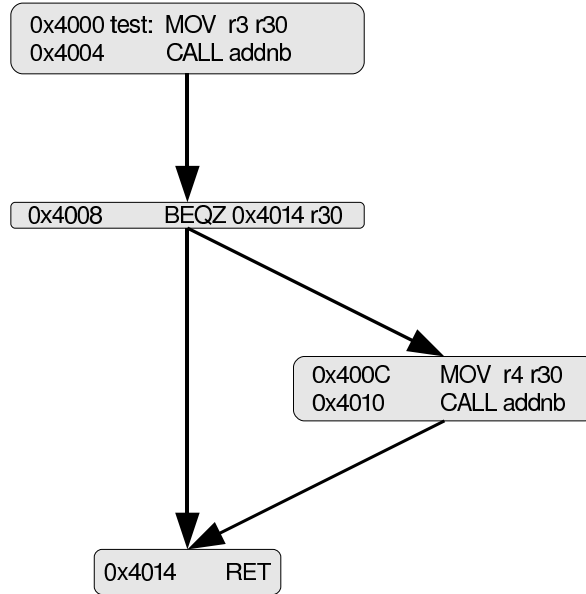 0x4000 test: MOV r3 r30
0x4004 CALL addnb
0x4008 BEQZ 0x4014 r30
0x400C MOV r4 r30
0x4010 CALL addnb
0x4014 RET